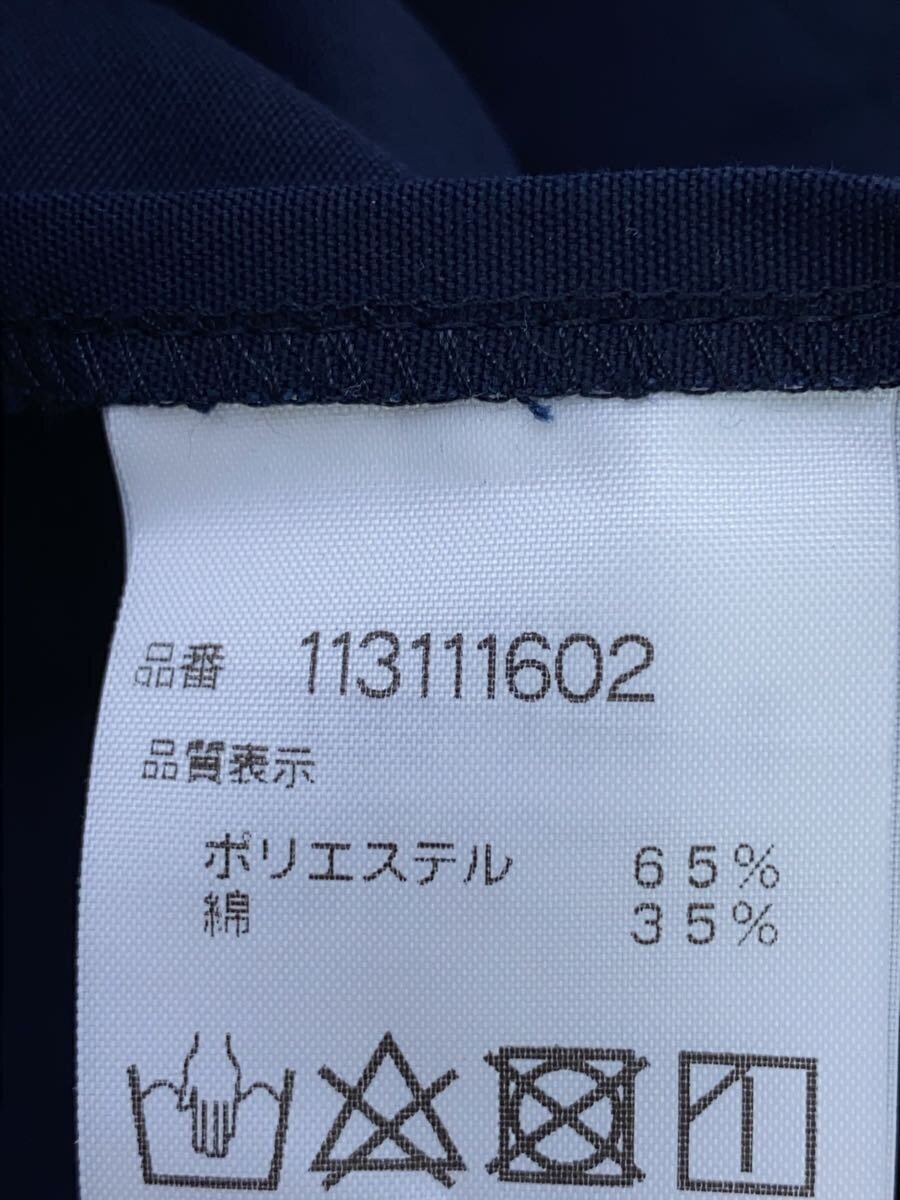 品番 113111602
品質表示
ポリエステル 65%
綿 35%